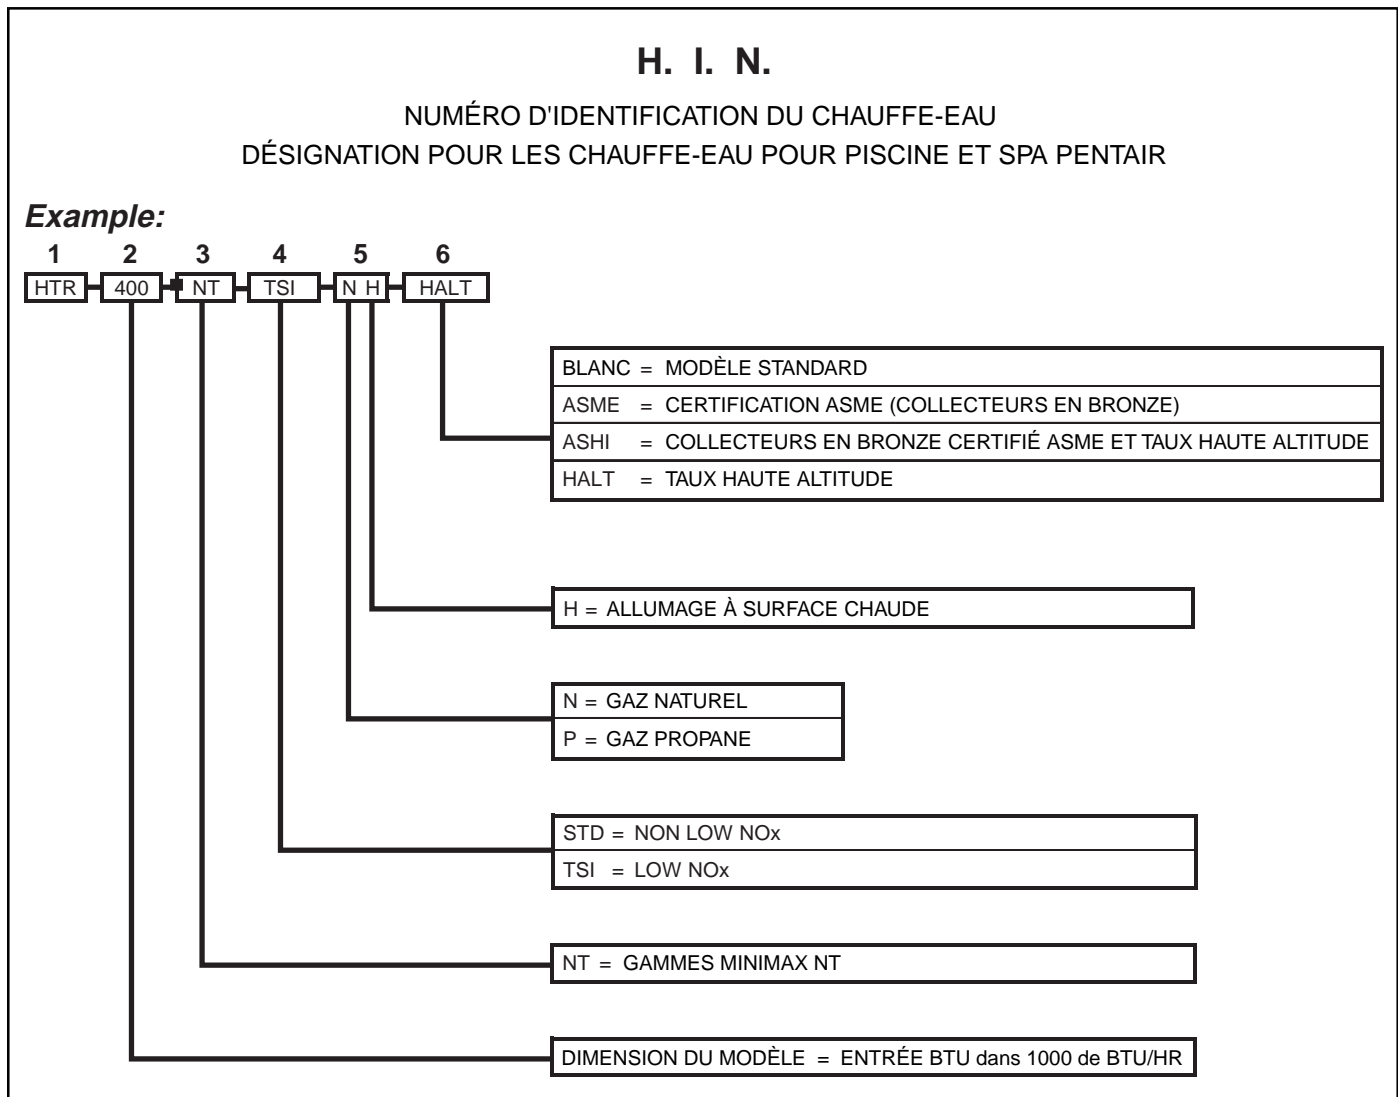 H. I. N.
NUMÉRO D'IDENTIFICATION DU CHAUFFE-EAU
DÉSIGNATION POUR LES CHAUFFE-EAU POUR PISCINE ET SPA PENTAIR
Example:
1 2 3 4 5 6
HTR 400 NT TSI N H HALT
BLANC = MODÈLE STANDARD
ASME = CERTIFICATION ASME (COLLECTEURS EN BRONZE)
ASHI = COLLECTEURS EN BRONZE CERTIFIÉ ASME ET TAUX HAUTE ALTITUDE
HALT = TAUX HAUTE ALTITUDE
H = ALLUMAGE À SURFACE CHAUDE
N = GAZ NATUREL
P = GAZ PROPANE
STD = NON LOW NOx
TSI = LOW NOx
NT = GAMMES MINIMAX NT
DIMENSION DU MODÈLE = ENTRÉE BTU dans 1000 de BTU/HR